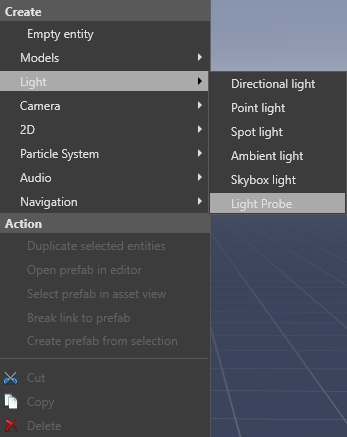 Create
Empty entity
Models
Light
Camera
2D
Particle System
Audio
Navigation
Directional light
Point light
Spot light
Ambient light
Skybox light
Light Probe
Action
Duplicate selected entities
Open prefab in editor
Select prefab in asset view
Break link to prefab
Create prefab from selection
Cut
Copy
Delete